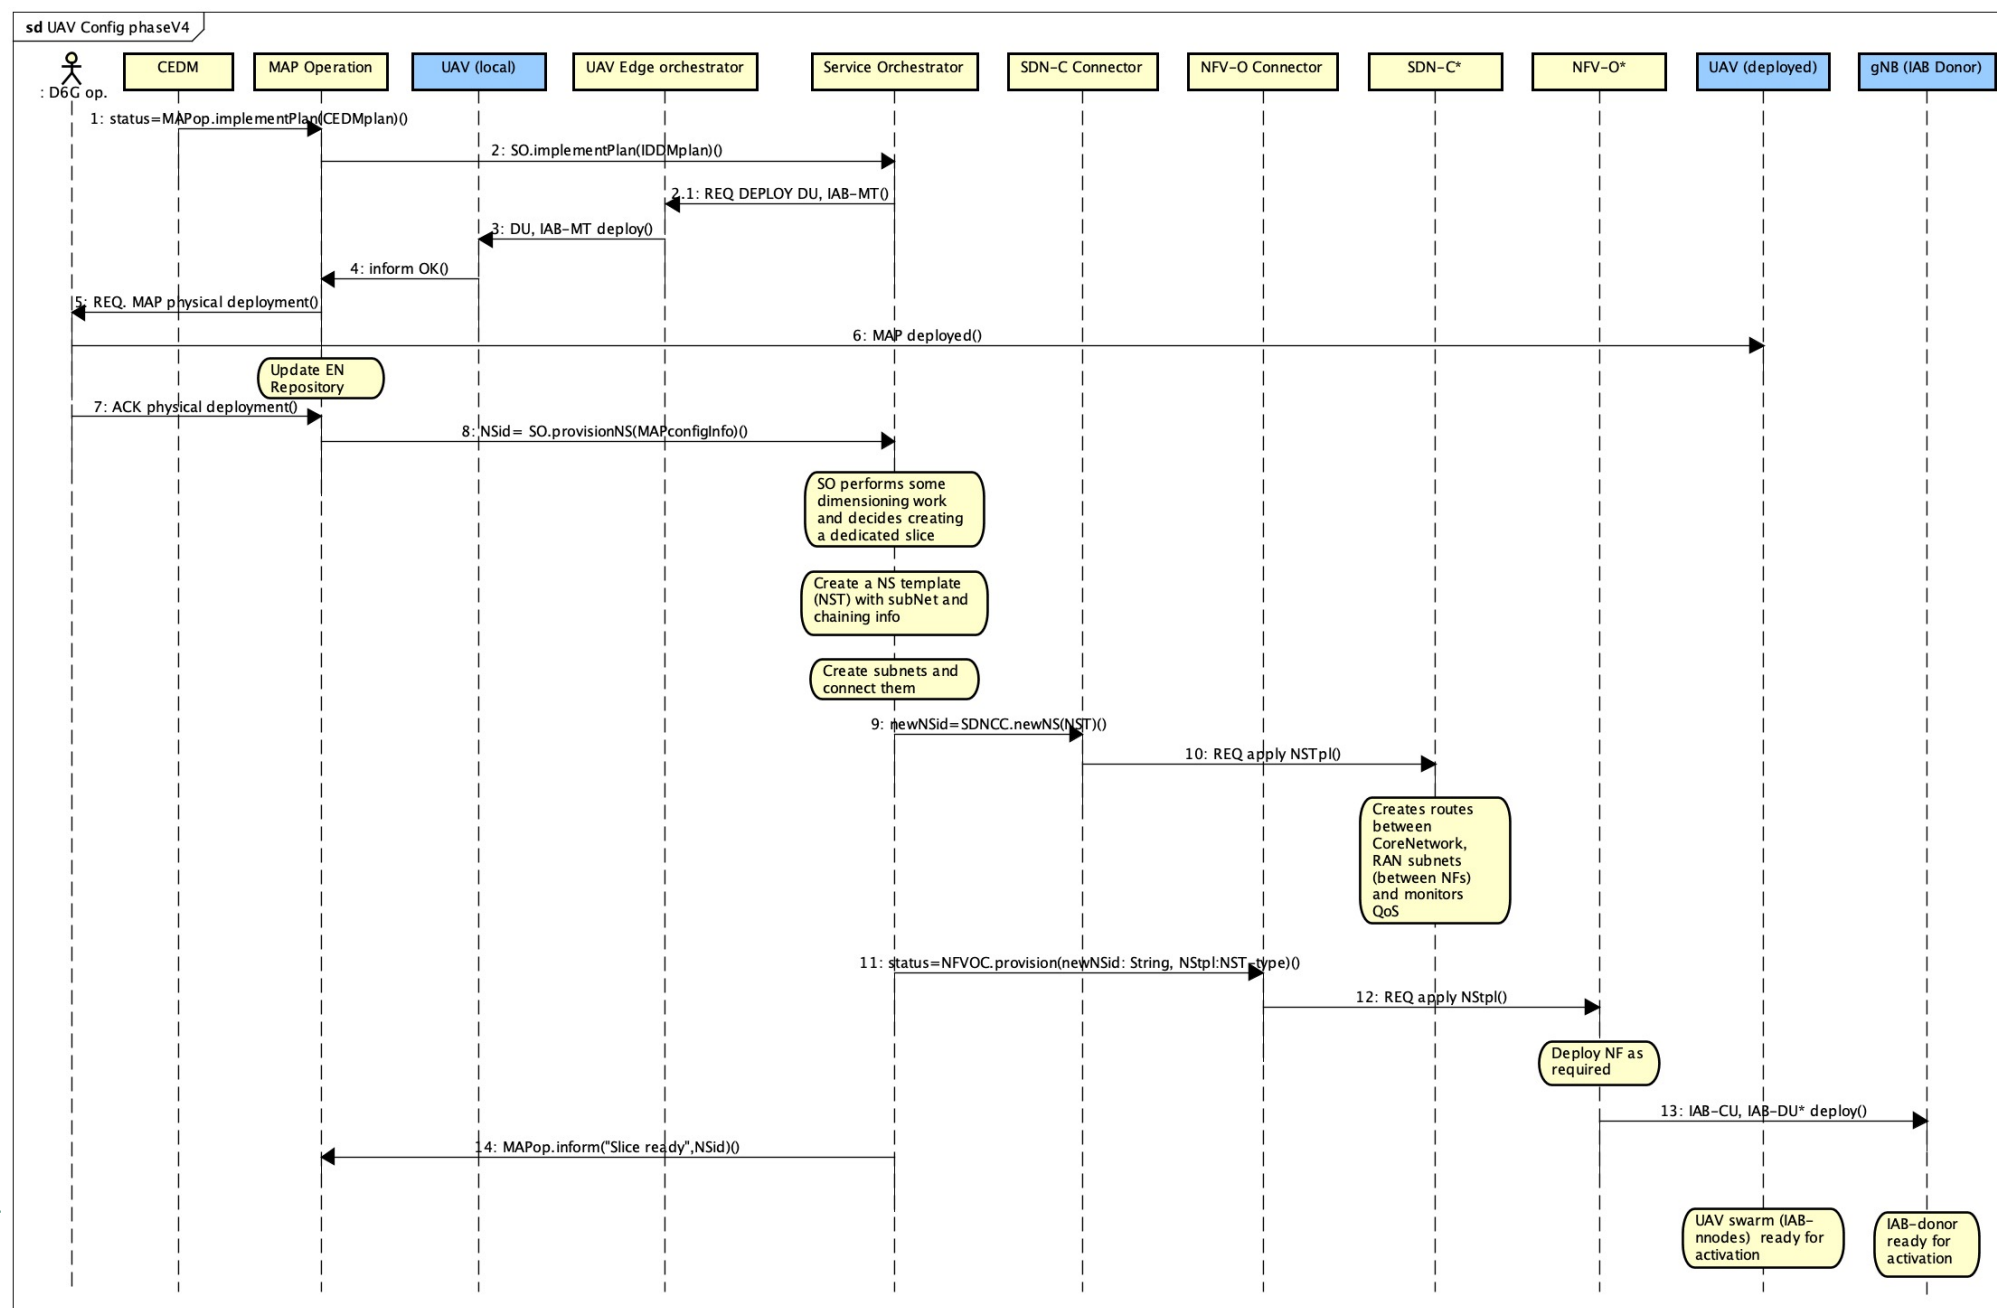 sd UAV Config phaseV4
: D6G op.
CEDM
MAP Operation
UAV (local)
UAV Edge orchestrator
Service Orchestrator
SDN-C Connector
NFV-O Connector
SDN-C*
NFV-O*
UAV (deployed)
gNB (IAB Donor)
1: status=MAPop.implementPlan(CEDMplan)()
2: SO.implementPlan(IDDMplan)()
2.1: REQ DEPLOY DU, IAB-MT()
3: DU, IAB-MT deploy()
4: inform OK()
5: REQ. MAP physical deployment()
6: MAP deployed()
Update EN
Repository
7: ACK physical deployment()
8: NSid= SO.provisionNS(MAPconfigInfo)()
SO performs some
dimensioning work
and decides creating
a dedicated slice
Create a NS template
(NST) with subNet and
chaining info
Create subnets and
connect them
9: newNSid=SDNCC.newNS(NST)()
10: REQ apply NSTpl()
Creates routes
between
CoreNetwork,
RAN subnets
(between NFs)
and monitors
QoS
11: status=NFVOC.provision(newNSid: String, NStpl:NST-type)()
12: REQ apply NStpl()
Deploy NF as
required
13: IAB-CU, IAB-DU* deploy()
14: MAPop.inform("Slice ready",NSid)()
UAV swarm (IAB-
nnodes) ready for
activation
IAB-donor
ready for
activation